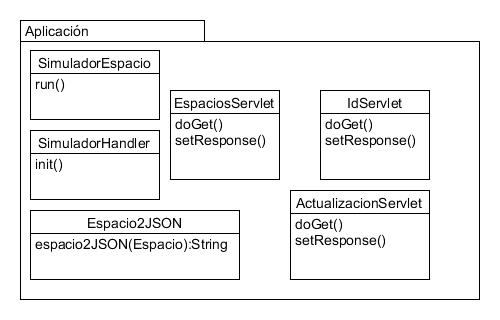 Aplicación
SimuladorEspacio
run()
SimuladorHandler
init()
EspaciosServlet
doGet()
setResponse()
IdServlet
doGet()
setResponse()
Espacio2JSON
espacio2JSON(Espacio):String
ActualizacionServlet
doGet()
setResponse()